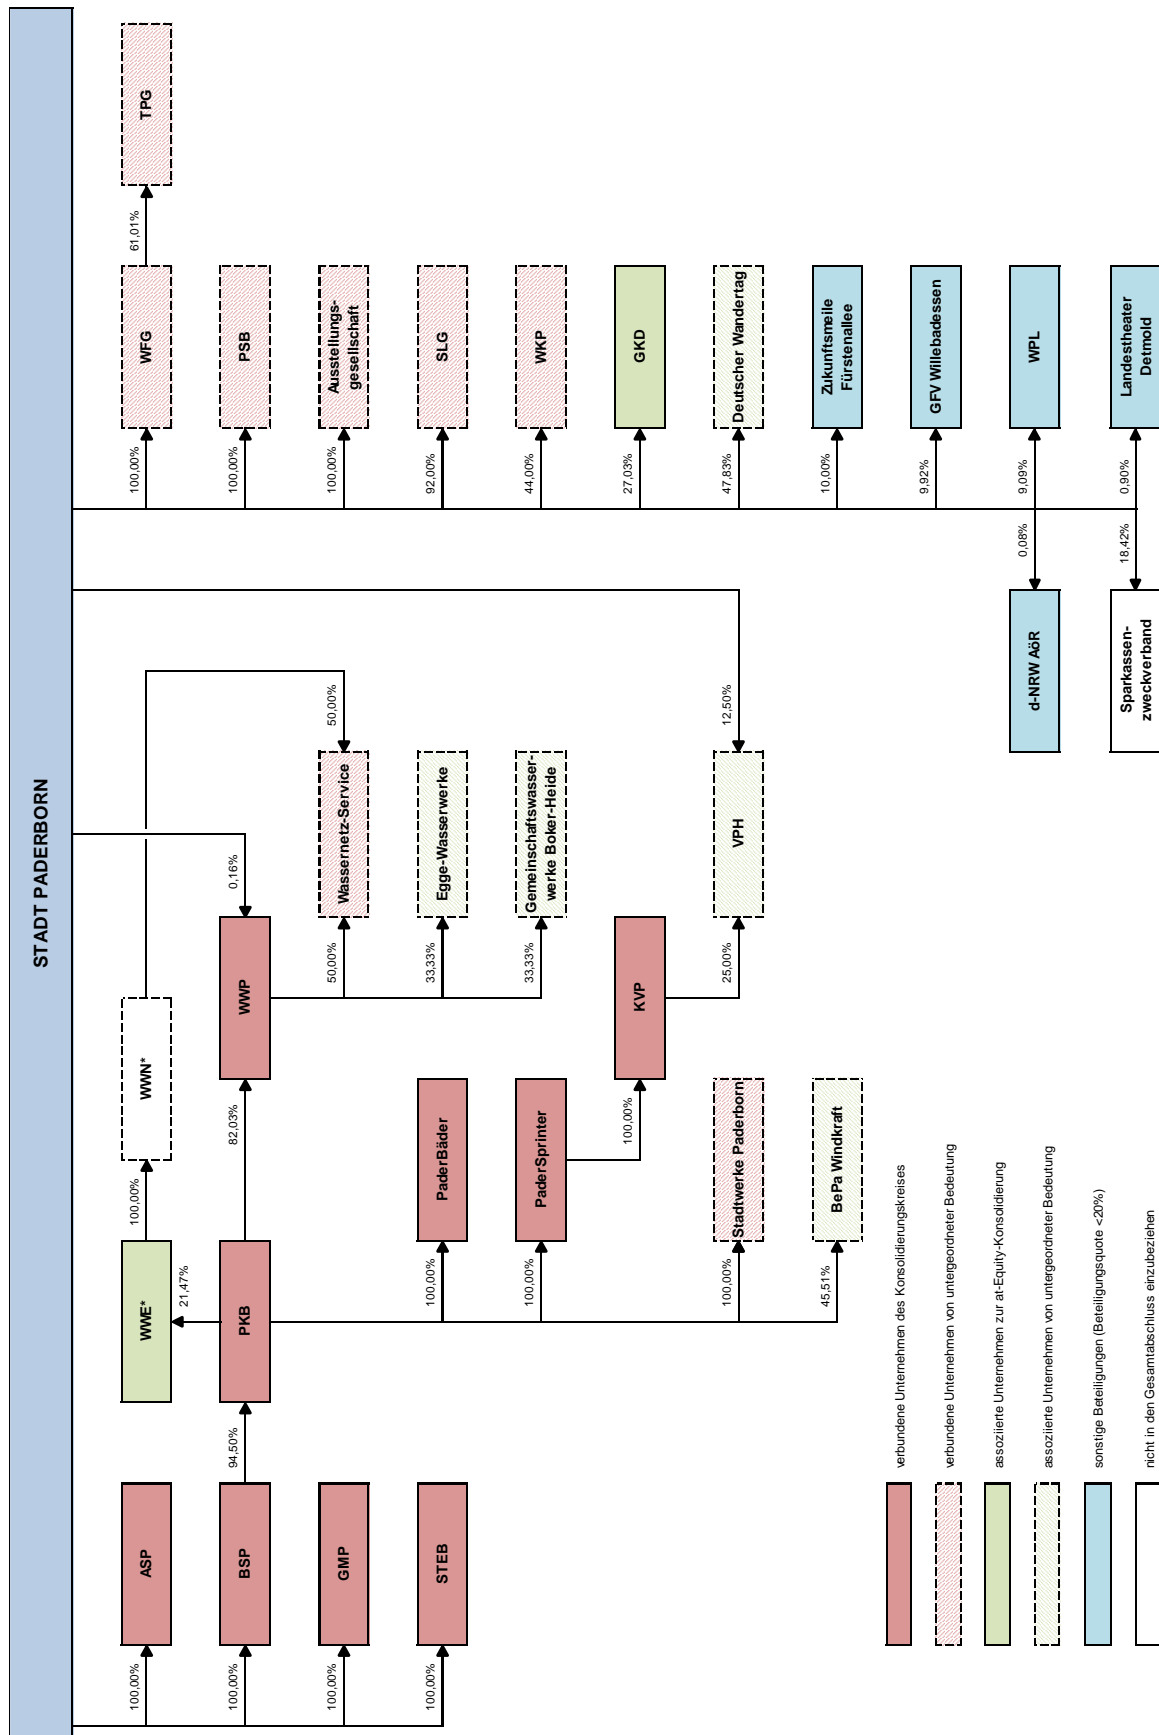 STADT PADERBORN
100,00%
ASP
100,00%
BSP
100,00%
GMP
100,00%
STEB
94,50%
PKB
21,47%
WWE*
100,00%
WWN*
82,03%
WWP
0,16%
50,00%
Wassernetz-Service
50,00%
33,33%
Egge-Wasserwerke
33,33%
Gemeinschaftswasser-
werke Boker-Heide
100,00%
PaderBäder
100,00%
PaderSprinter
100,00%
KVP
25,00%
VPH
12,50%
100,00%
Stadtwerke Paderborn
45,51%
BePa Windkraft
100,00%
WFG
61,01%
TPG
100,00%
PSB
100,00%
Ausstellungs-
gesellschaft
92,00%
SLG
44,00%
WKP
27,03%
GKD
47,83%
Deutscher Wandertag
10,00%
Zukunftsmeile
Fürstenallee
9,92%
GFV Willebadessen
0,08%
d-NRW AöR
9,09%
WPL
18,42%
Sparkassen-
zweckverband
0,90%
Landestheater
Detmold
verbundene Unternehmen des Konsolidierungskreises
verbundene Unternehmen von untergeordneter Bedeutung
assoziierte Unternehmen zur at-Equity-Konsolidierung
assoziierte Unternehmen von untergeordneter Bedeutung
sonstige Beteiligungen (Beteiligungsquote <20%)
nicht in den Gesamtabschluss einzubeziehen